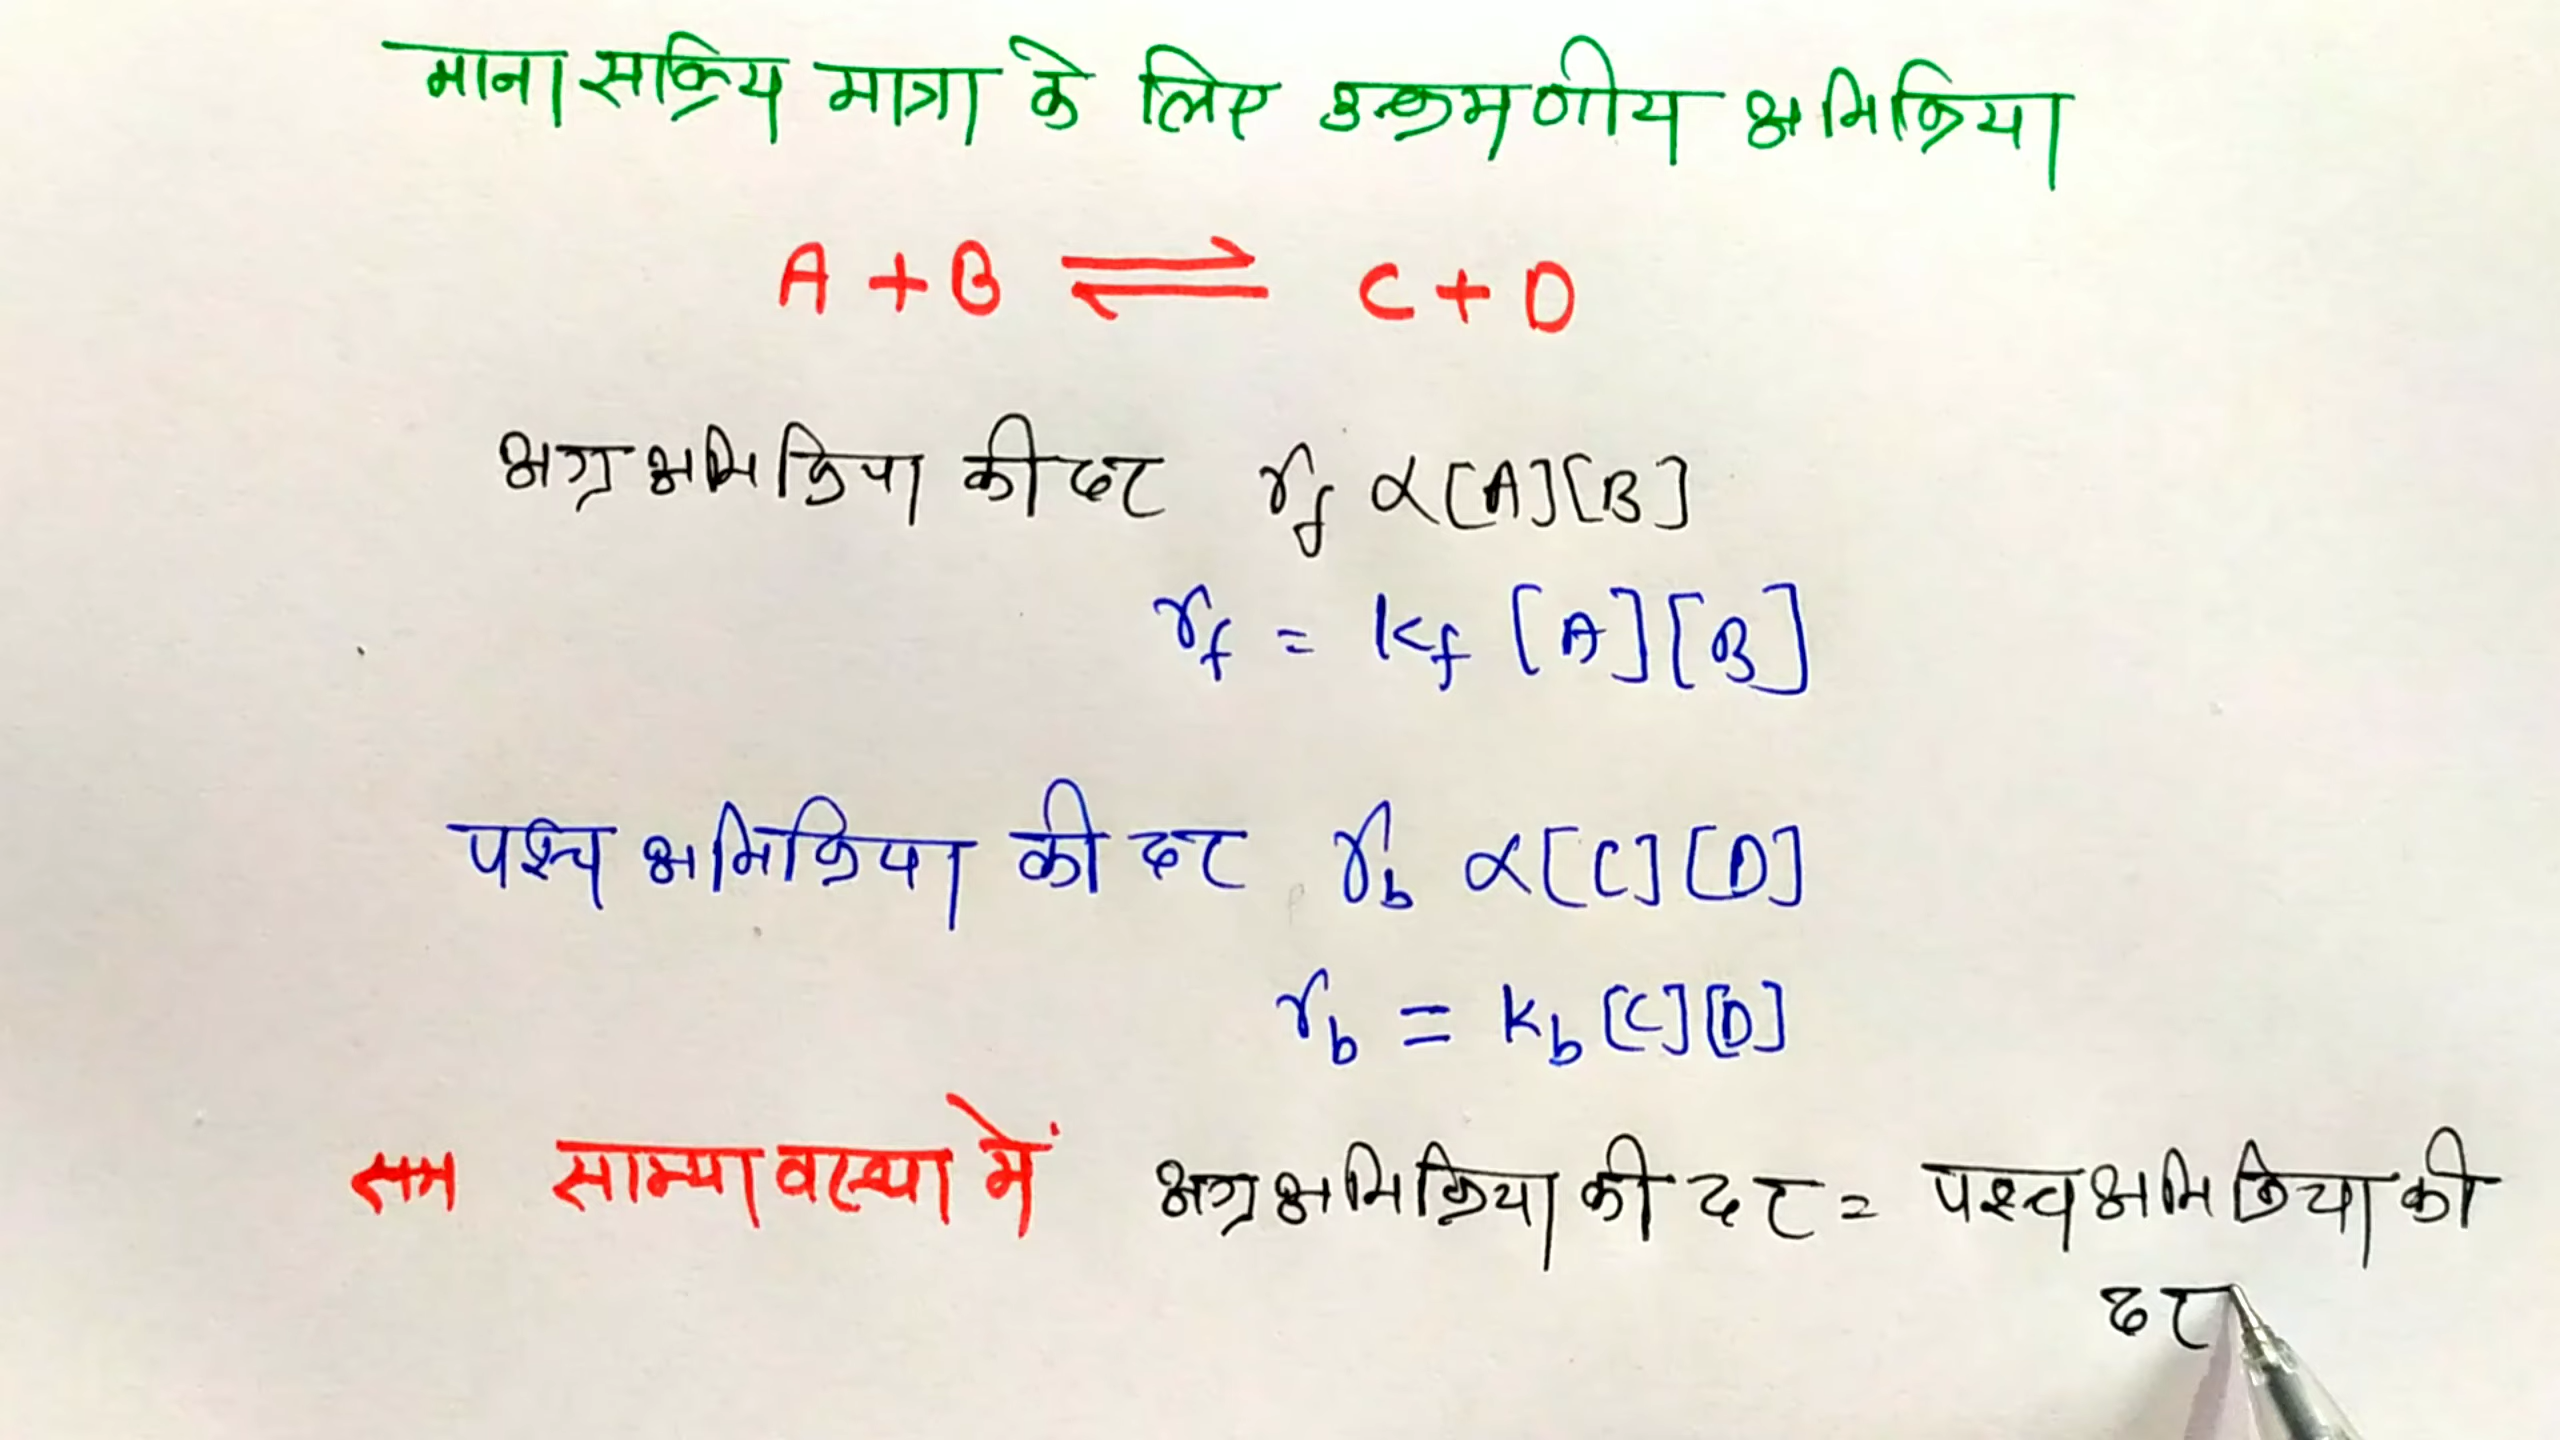 माना सक्रिय मात्रा के लिए उत्क्रमणीय अभिक्रिया
A + B ⇌ C + D
अग्र अभिक्रिया की दर r_f ∝ [A][B]
r_f = k_f [A][B]
पश्च अभिक्रिया की दर r_b ∝ [C][D]
r_b = k_b [C][D]
साम्यावस्था में अग्र अभिक्रिया की दर = पश्च अभिक्रिया की
दर